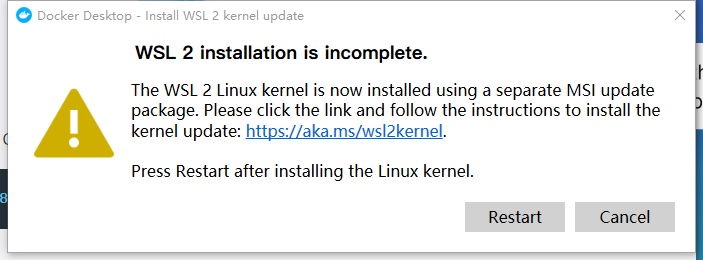 Docker Desktop - Install WSL 2 kernel update
WSL 2 installation is incomplete.
The WSL 2 Linux kernel is now installed using a separate MSI update
package. Please click the link and follow the instructions to install the
kernel update: https://aka.ms/wsl2kernel.
Press Restart after installing the Linux kernel.
Restart Cancel